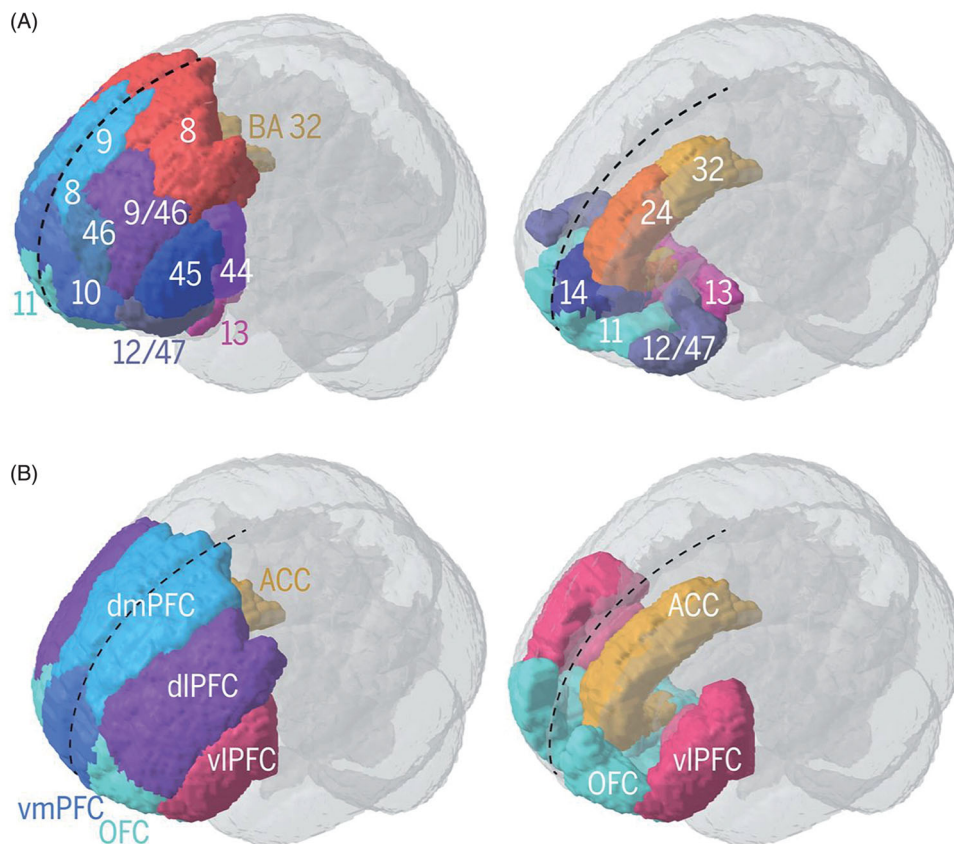 (A)
9
8
BA 32
8
9/46
46
45
44
11
10
13
12/47
32
24
14
13
11
12/47
(B)
ACC
dmPFC
dlPFC
vlPFC
vmPFC
OFC
ACC
vlPFC
OFC